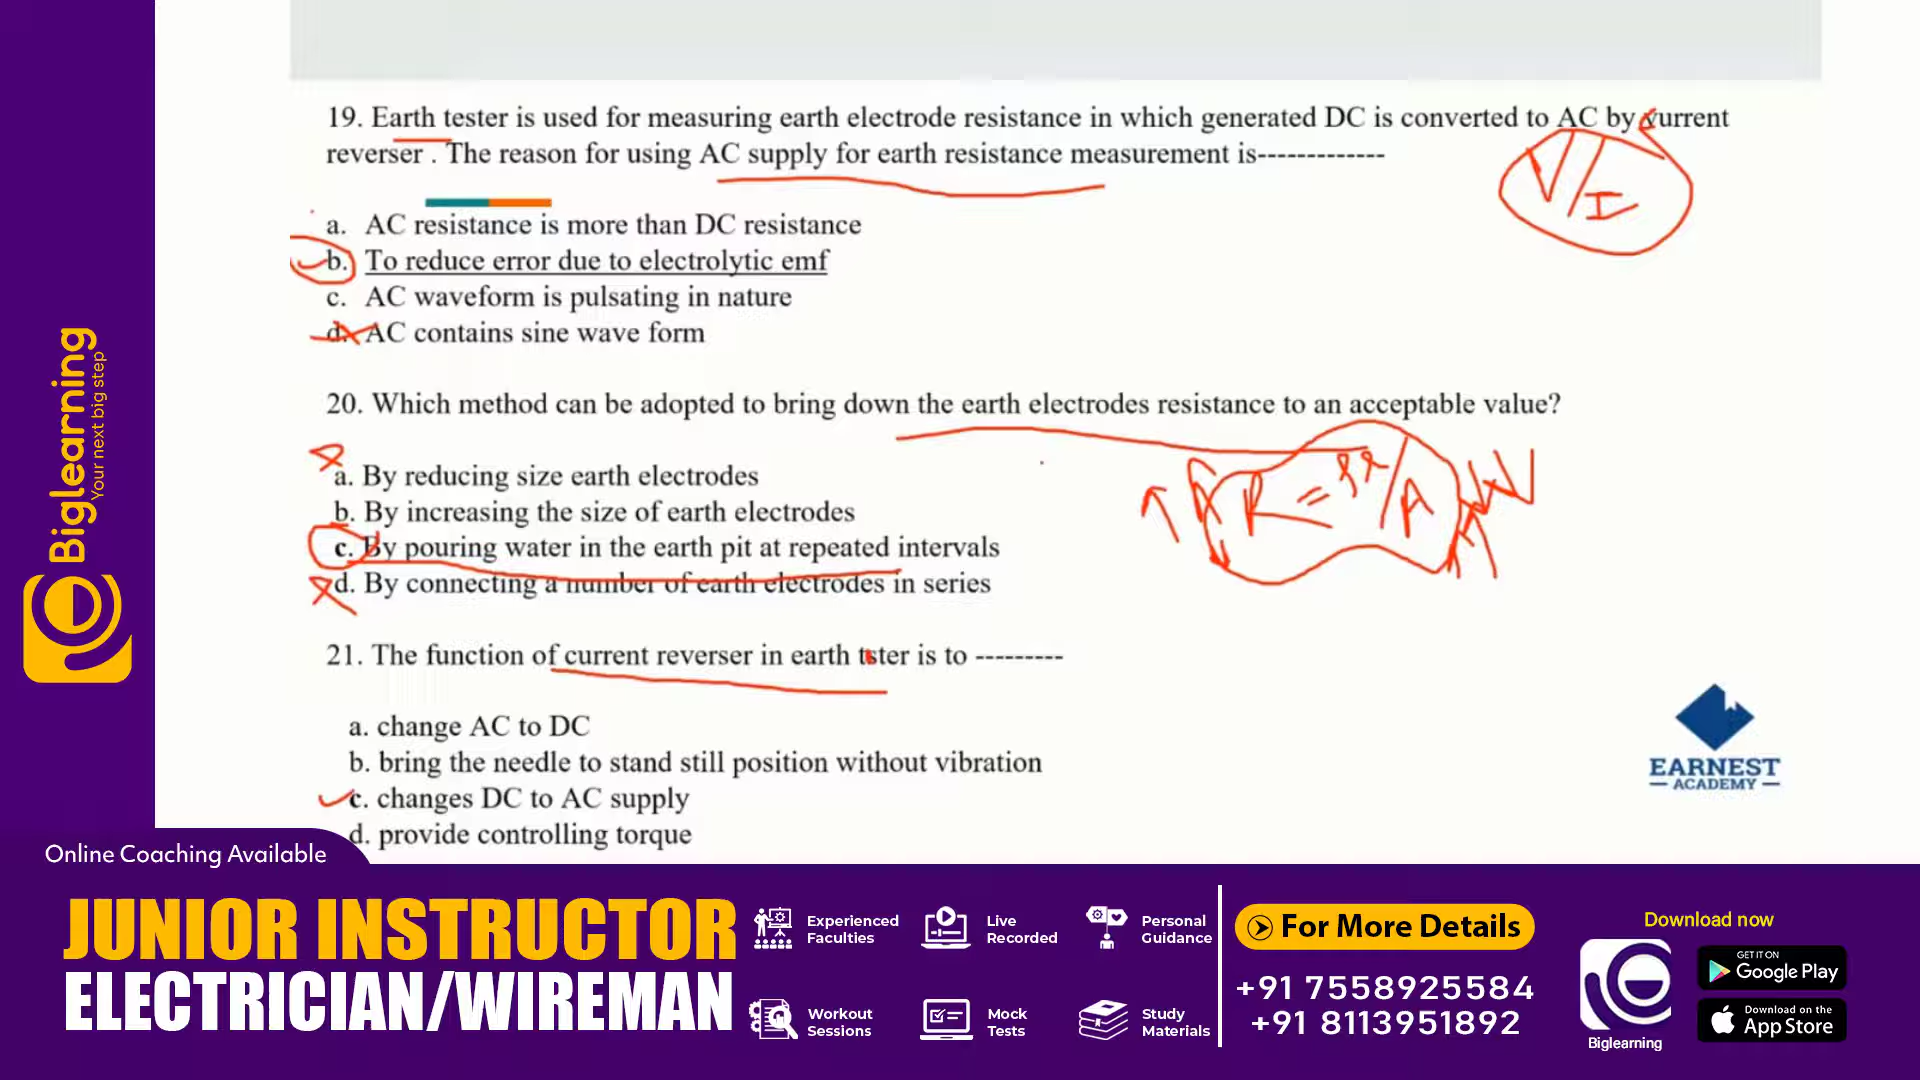 19. Earth tester is used for measuring earth electrode resistance in which generated DC is converted to AC by current
reverser . The reason for using AC supply for earth resistance measurement is-------------
V/I
a. AC resistance is more than DC resistance
b. To reduce error due to electrolytic emf
c. AC waveform is pulsating in nature
d. AC contains sine wave form
20. Which method can be adopted to bring down the earth electrodes resistance to an acceptable value?
a. By reducing size earth electrodes
b. By increasing the size of earth electrodes
c. By pouring water in the earth pit at repeated intervals
d. By connecting a number of earth electrodes in series
21. The function of current reverser in earth tster is to ---------
a. change AC to DC
b. bring the needle to stand still position without vibration
c. changes DC to AC supply
d. provide controlling torque
EARNEST
ACADEMY
Biglearning
Your next big step
Online Coaching Available
JUNIOR INSTRUCTOR
ELECTRICIAN/WIREMAN
Experienced
Faculties
Live
Recorded
Personal
Guidance
Workout
Sessions
Mock
Tests
Study
Materials
For More Details
+91 7558925584
+91 8113951892
Download now
Biglearning
GET IT ON
Google Play
Download on the
App Store